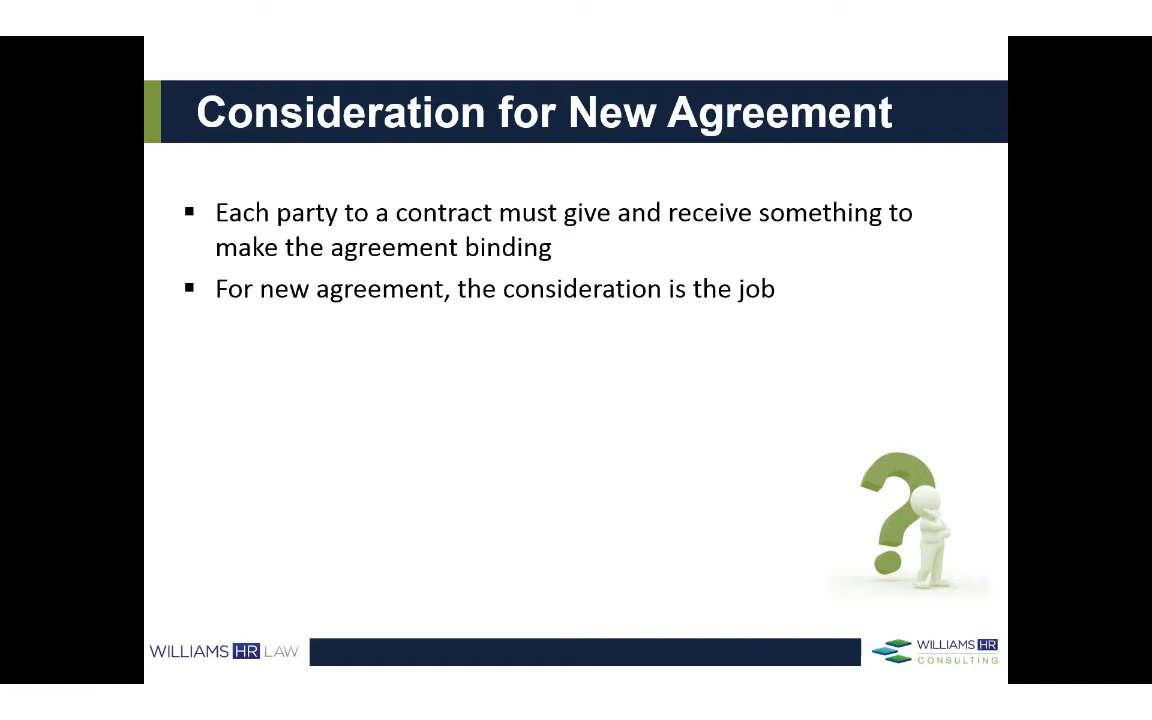 Consideration for New Agreement
▪ Each party to a contract must give and receive something to
make the agreement binding
▪ For new agreement, the consideration is the job
WILLIAMS HR LAW
WILLIAMS HR
CONSULTING